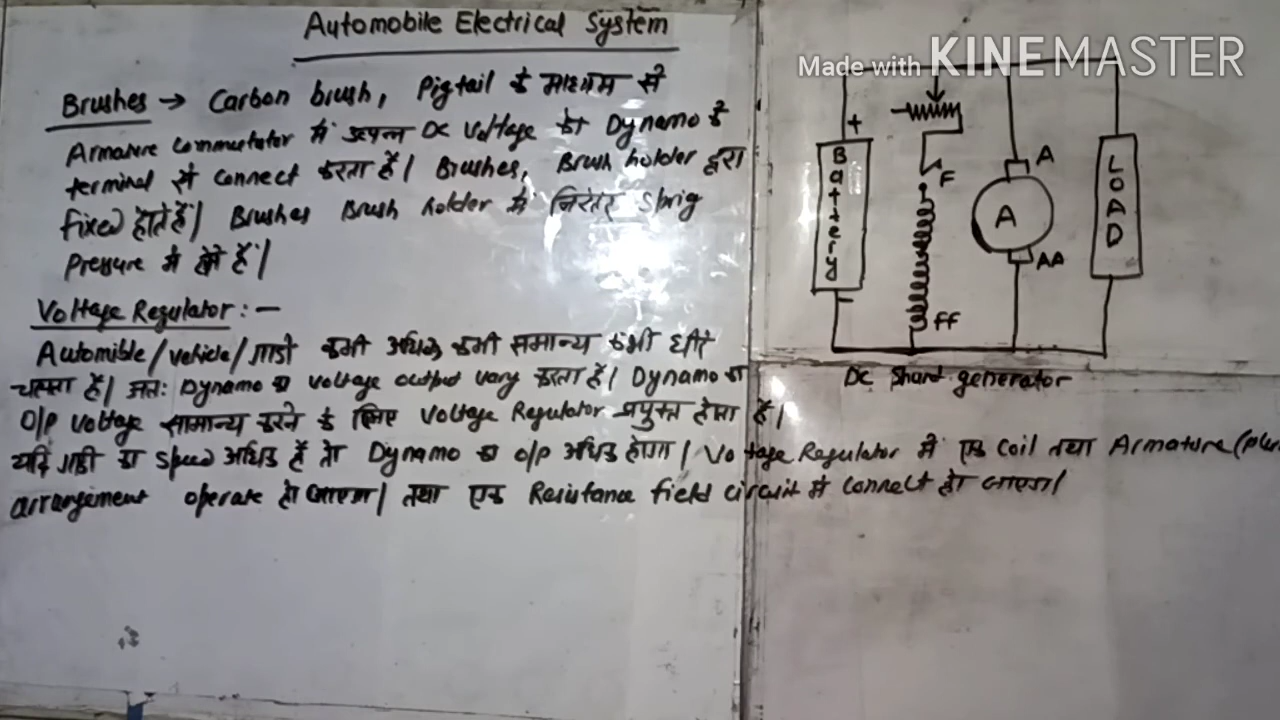 Automobile Electrical System
Brushes → Carbon brush, Pigtail के माध्यम से
Armature Commutator में उत्पन्न DC voltage को Dynamo के
terminal से connect करता है| Brushes, Brush holder द्वारा
fixed होते हैं| Brushes Brush holder में निरंतर
Pressure में होते हैं|
Voltage Regulator : —
Automible/vehicle/गाडी कभी अधिक कभी समान्य कभी धीरे
चलता है| अतः Dynamo का voltage output vary करता है| Dynamo का
O/P voltage सामान्य करने के लिए Voltage Regulator प्रयुक्त होता है|
यदि गाडी का speed अधिक है तो Dynamo का o/p अधिक होगा| Voltage Regulator में एक coil तथा Armature
arrangement operate हो जाएगा| तथा एक Resistance field circuit में connect हो जाएगा|
Made with KINEMASTER
+
Battery
-
F
FF
A
A
AA
LOAD
DC Shunt generator